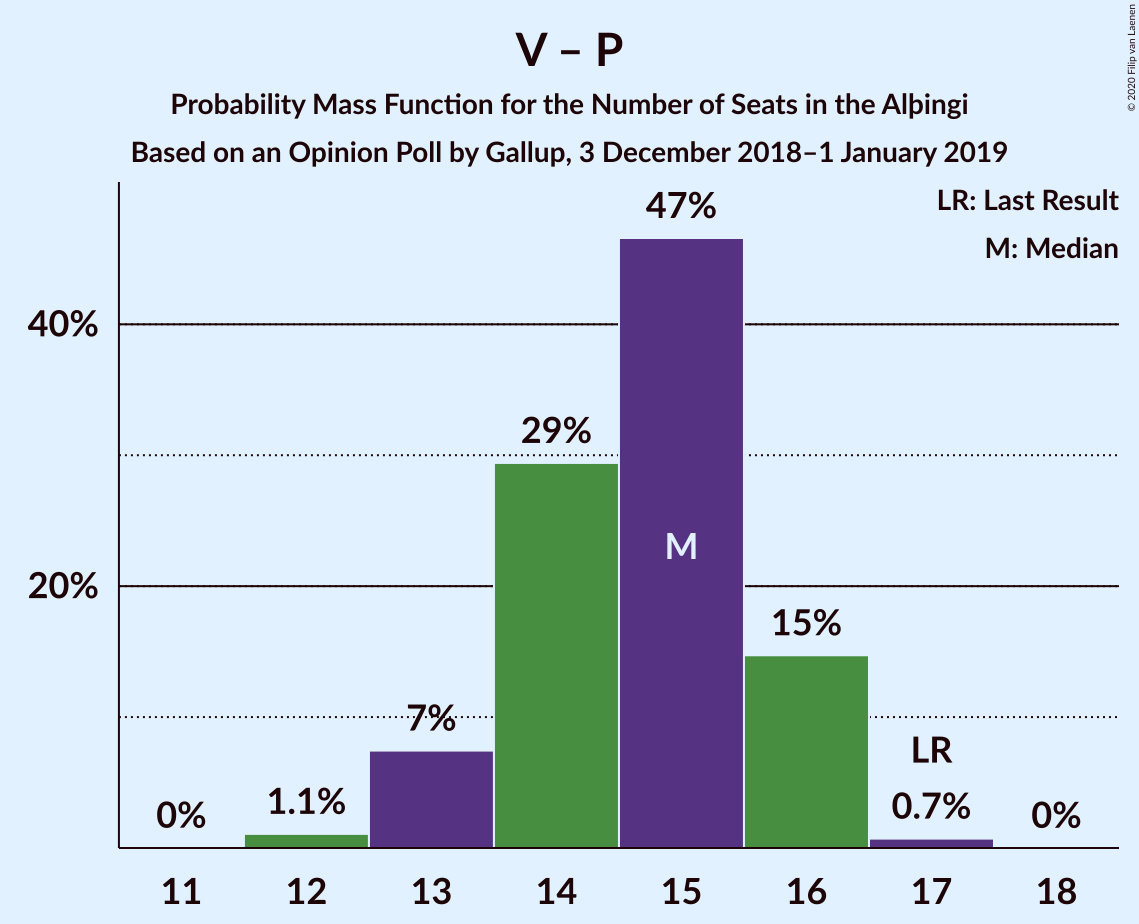 V – P
Probability Mass Function for the Number of Seats in the Alþingi
Based on an Opinion Poll by Gallup, 3 December 2018–1 January 2019
© 2020 Filip van Laenen
LR: Last Result
M: Median
47%
40%
29%
M
20%
15%
7%
LR
0%
1.1%
0.7%
0%
11 12 13 14 15 16 17 18